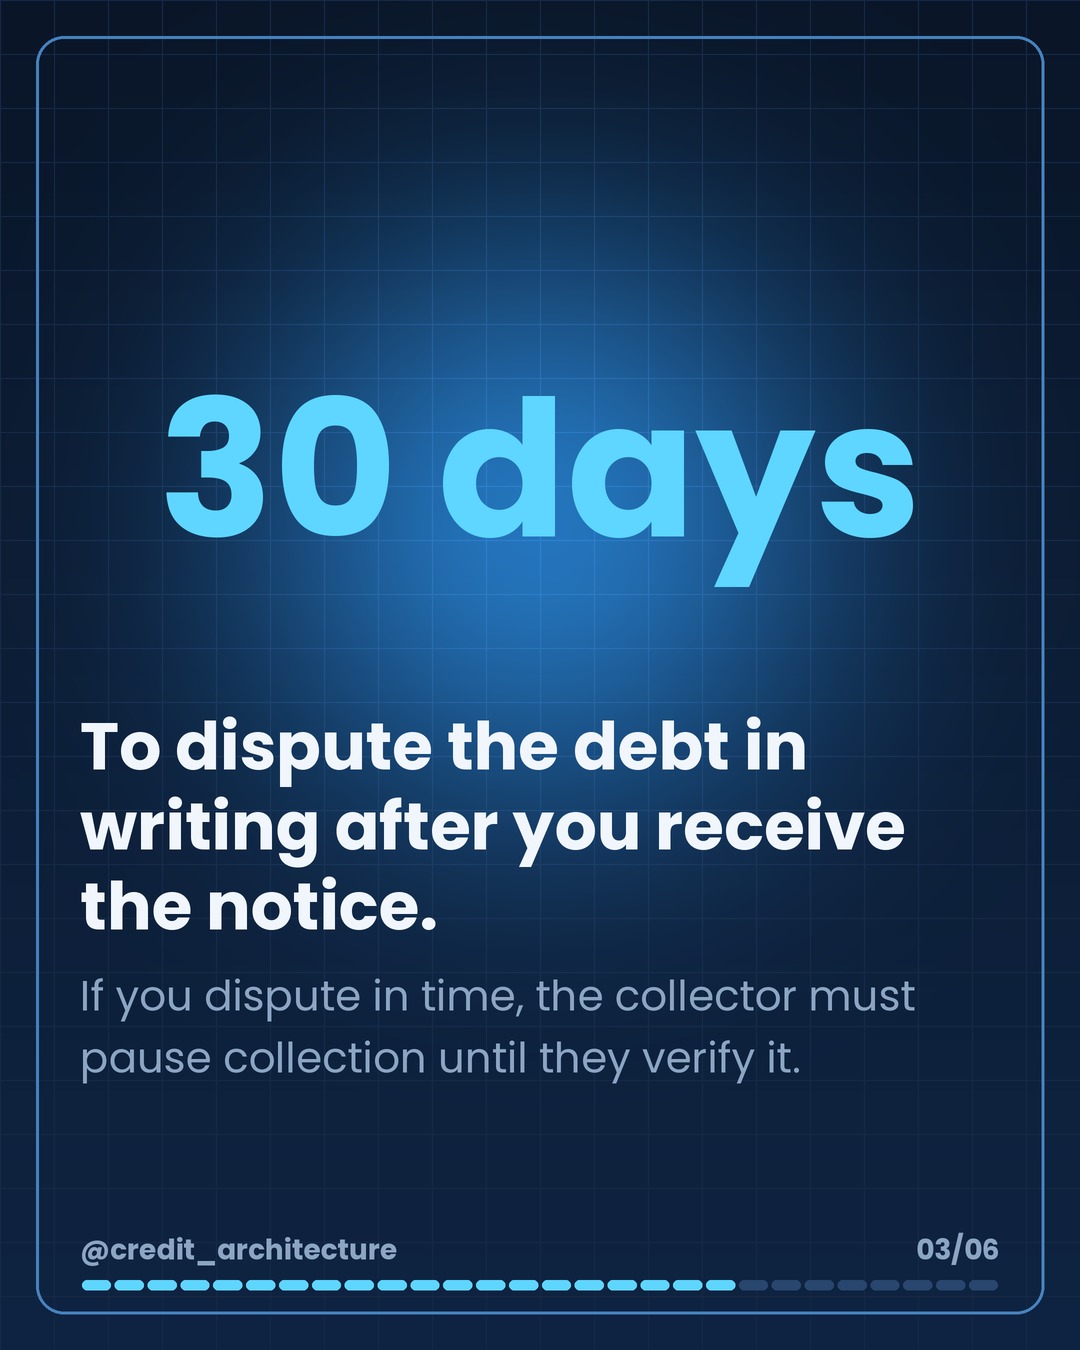 30 days
To dispute the debt in
writing after you receive
the notice.
If you dispute in time, the collector must
pause collection until they verify it.
@credit_architecture
03/06